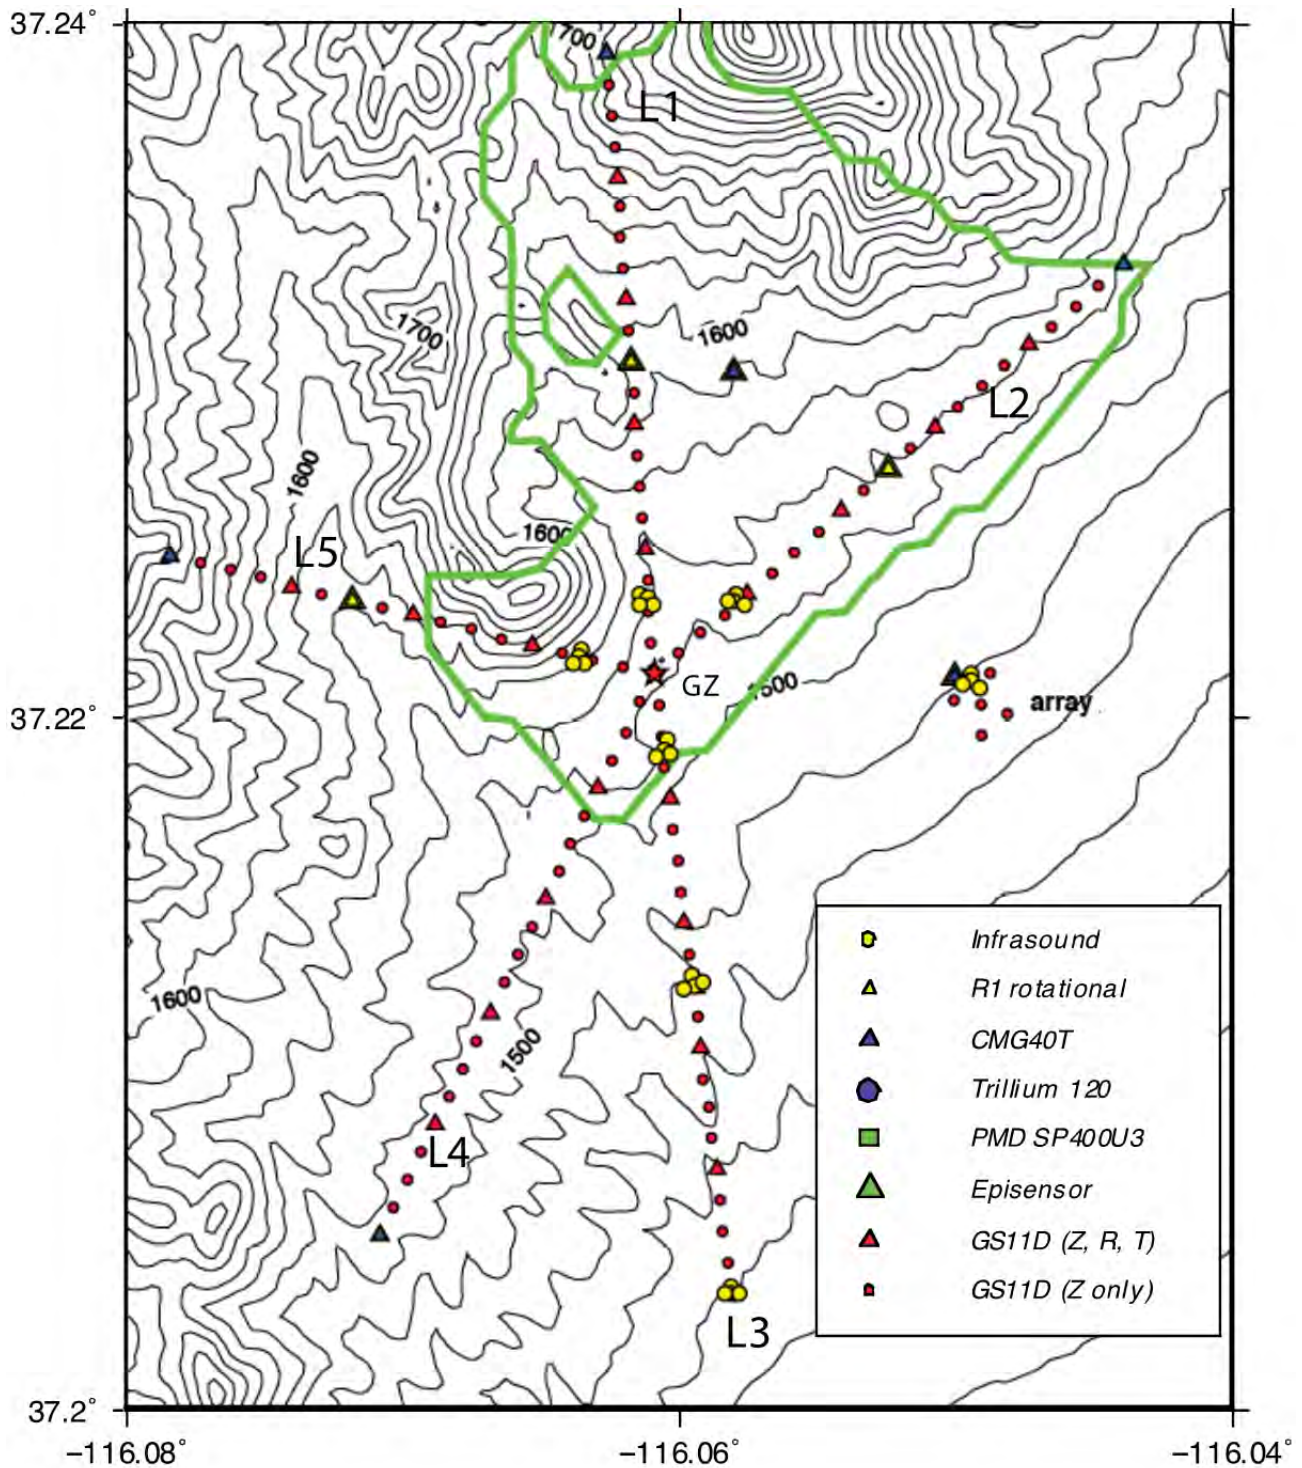 37.24°
1700
L1
1700
1600
L2
1600
L5
1600
GZ
1500
array
37.22°
Infrasound
R1 rotational
1600
CMG40T
1500
Trillium 120
PMD SP400U3
L4
Episensor
GS11D (Z, R, T)
GS11D (Z only)
L3
37.2°
−116.08°
−116.06°
−116.04°